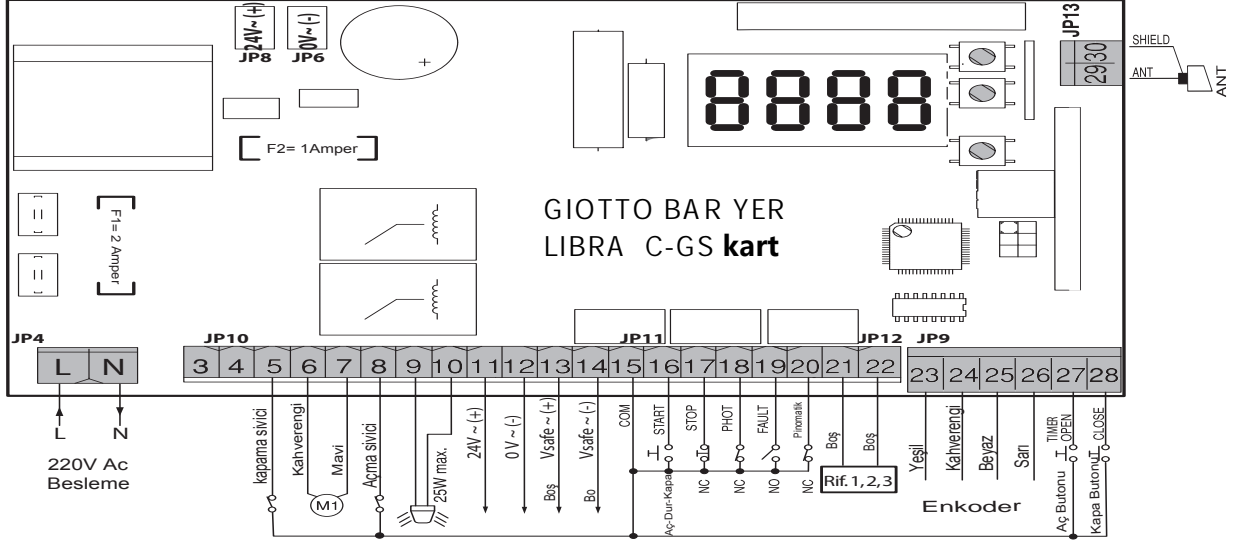 24V~ (+)
0V~ (-)
JP8
JP6
+
F2= 1Amper
F1= 2 Amper
8888
JP13
29 30
SHIELD
ANT
ANT
GIOTTO BAR YER
LIBRA C-GS kart
JP4
JP10
JP11
JP12
JP9
L N
3 4 5 6 7 8 9 10 11 12 13 14 15 16 17 18 19 20 21 22
23 24 25 26 27 28
L N
220V Ac
Besleme
kapama sivici
Kahverengi
Mavi
M1
Açma sivici
25W max.
24V ~ (+)
0 V ~ (-)
Vsafe ~ (+)
Boş
Vsafe ~ (-)
Bo
COM
START
Aç-Dur-Kapa
STOP
NC
PHOT
NC
FAULT
NO
Pinomatik
NC
Boş
Boş
Rif.1,2,3
Yeşil
Kahverengi
Beyaz
Sarı
Enkoder
TIMER
OPEN
Aç Butonu
CLOSE
Kapa Butonu